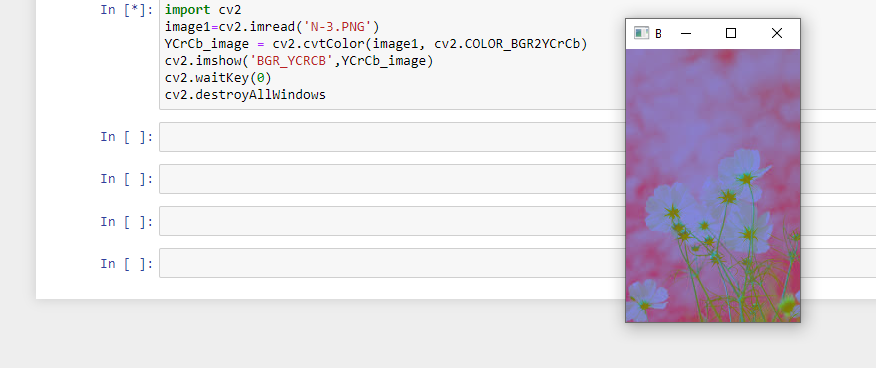 In [*]:
import cv2
image1=cv2.imread('N-3.PNG')
YCrCb_image = cv2.cvtColor(image1, cv2.COLOR_BGR2YCrCb)
cv2.imshow('BGR_YCRCB',YCrCb_image)
cv2.waitKey(0)
cv2.destroyAllWindows
B
In [ ]:
In [ ]:
In [ ]:
In [ ]: